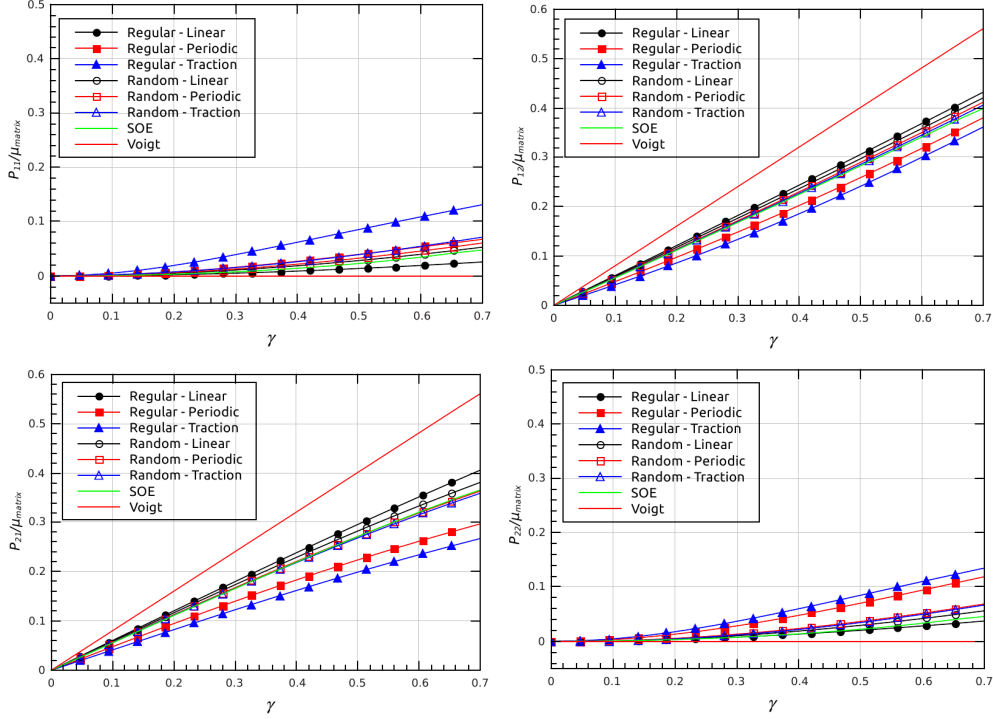 0.5
0.4
0.3
0.2
0.1
0
P11/μmatrix
Regular - Linear
Regular - Periodic
Regular - Traction
Random - Linear
Random - Periodic
Random - Traction
SOE
Voigt
0 0.1 0.2 0.3 0.4 0.5 0.6 0.7
γ
0.6
0.5
0.4
0.3
0.2
0.1
0
P12/μmatrix
Regular - Linear
Regular - Periodic
Regular - Traction
Random - Linear
Random - Periodic
Random - Traction
SOE
Voigt
0 0.1 0.2 0.3 0.4 0.5 0.6 0.7
γ
0.6
0.5
0.4
0.3
0.2
0.1
0
P21/μmatrix
Regular - Linear
Regular - Periodic
Regular - Traction
Random - Linear
Random - Periodic
Random - Traction
SOE
Voigt
0 0.1 0.2 0.3 0.4 0.5 0.6 0.7
γ
0.5
0.4
0.3
0.2
0.1
0
P22/μmatrix
Regular - Linear
Regular - Periodic
Regular - Traction
Random - Linear
Random - Periodic
Random - Traction
SOE
Voigt
0 0.1 0.2 0.3 0.4 0.5 0.6 0.7
γ